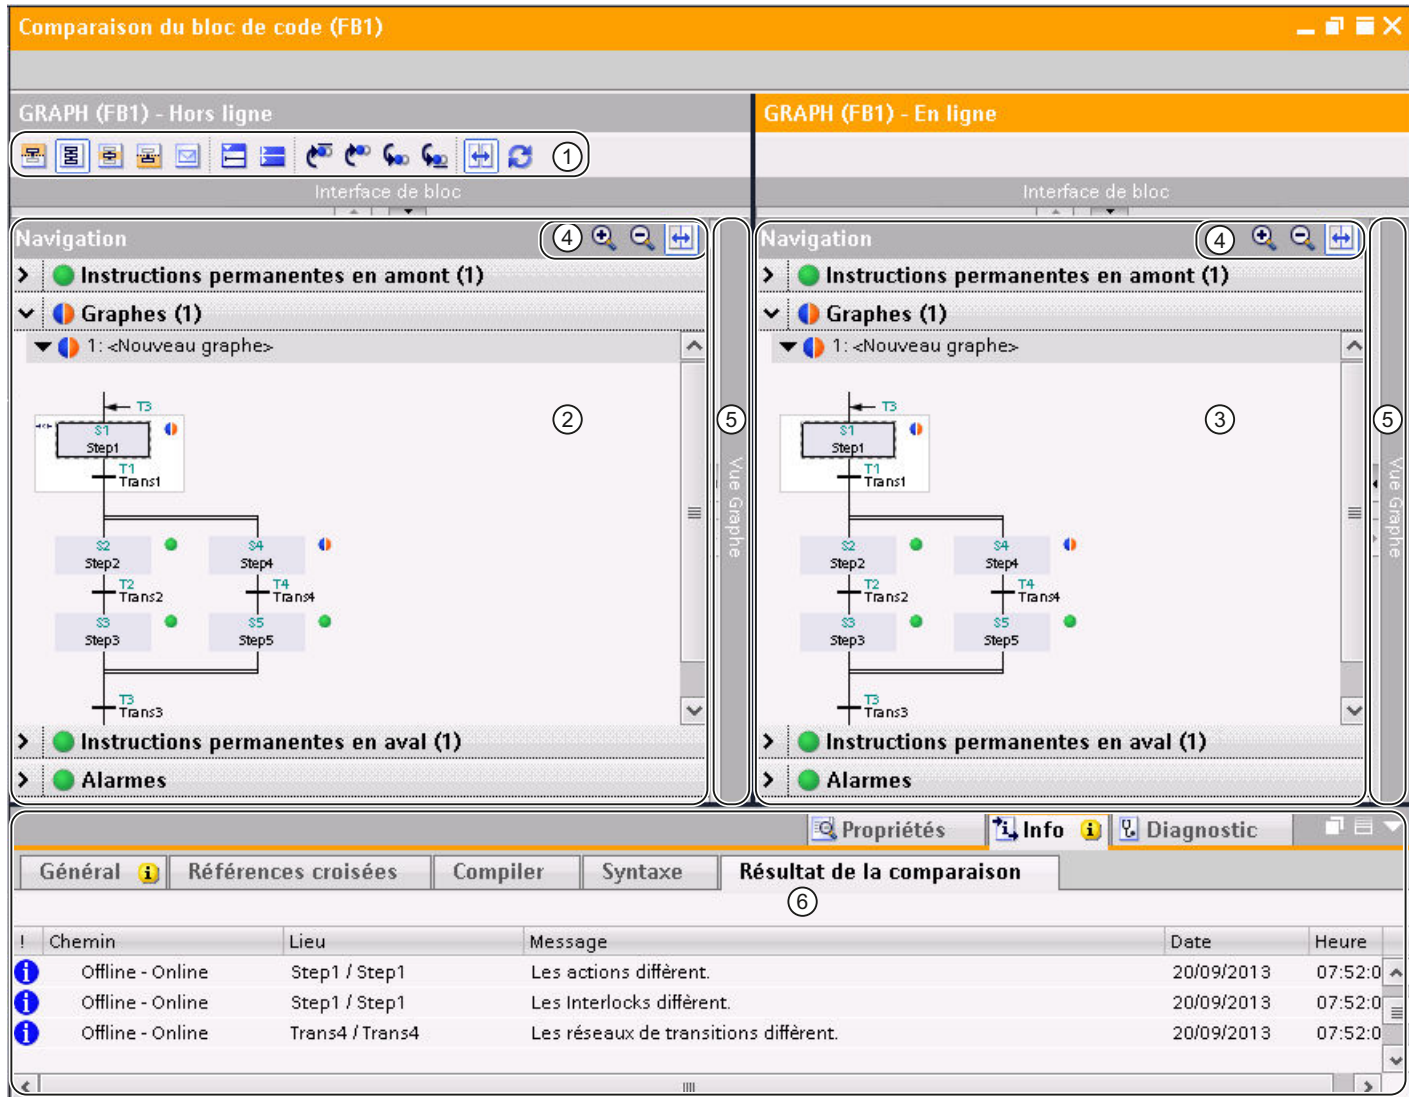 Comparaison du bloc de code (FB1)
GRAPH (FB1) - Hors ligne
GRAPH (FB1) - En ligne
1
Interface de bloc
Interface de bloc
Navigation
4
Navigation
4
Instructions permanentes en amont (1)
Instructions permanentes en amont (1)
Graphes (1)
Graphes (1)
1: <Nouveau graphe>
1: <Nouveau graphe>
T3
S1
Step1
T1
Trans1
S2
Step2
S4
Step4
T2
Trans2
T4
Trans4
S3
Step3
S5
Step5
T3
Trans3
2
5
Vue Graphe
T3
S1
Step1
T1
Trans1
S2
Step2
S4
Step4
T2
Trans2
T4
Trans4
S3
Step3
S5
Step5
T3
Trans3
3
5
Vue Graphe
Instructions permanentes en aval (1)
Instructions permanentes en aval (1)
Alarmes
Alarmes
Propriétés
Info
Diagnostic
Général
Références croisées
Compiler
Syntaxe
Résultat de la comparaison
6
! Chemin Lieu Message Date Heure
Offline - Online Step1 / Step1 Les actions diffèrent. 20/09/2013 07:52:0
Offline - Online Step1 / Step1 Les Interlocks diffèrent. 20/09/2013 07:52:0
Offline - Online Trans4 / Trans4 Les réseaux de transitions diffèrent. 20/09/2013 07:52:0